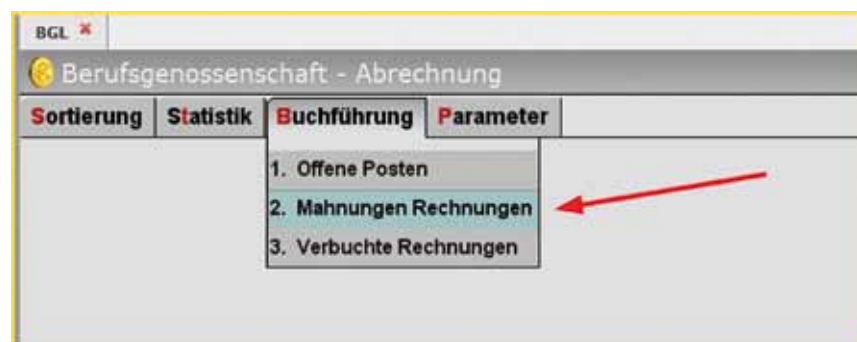 BGL
Berufsgenossenschaft - Abrechnung
Sortierung Statistik Buchführung Parameter
1. Offene Posten
2. Mahnungen Rechnungen
3. Verbuchte Rechnungen